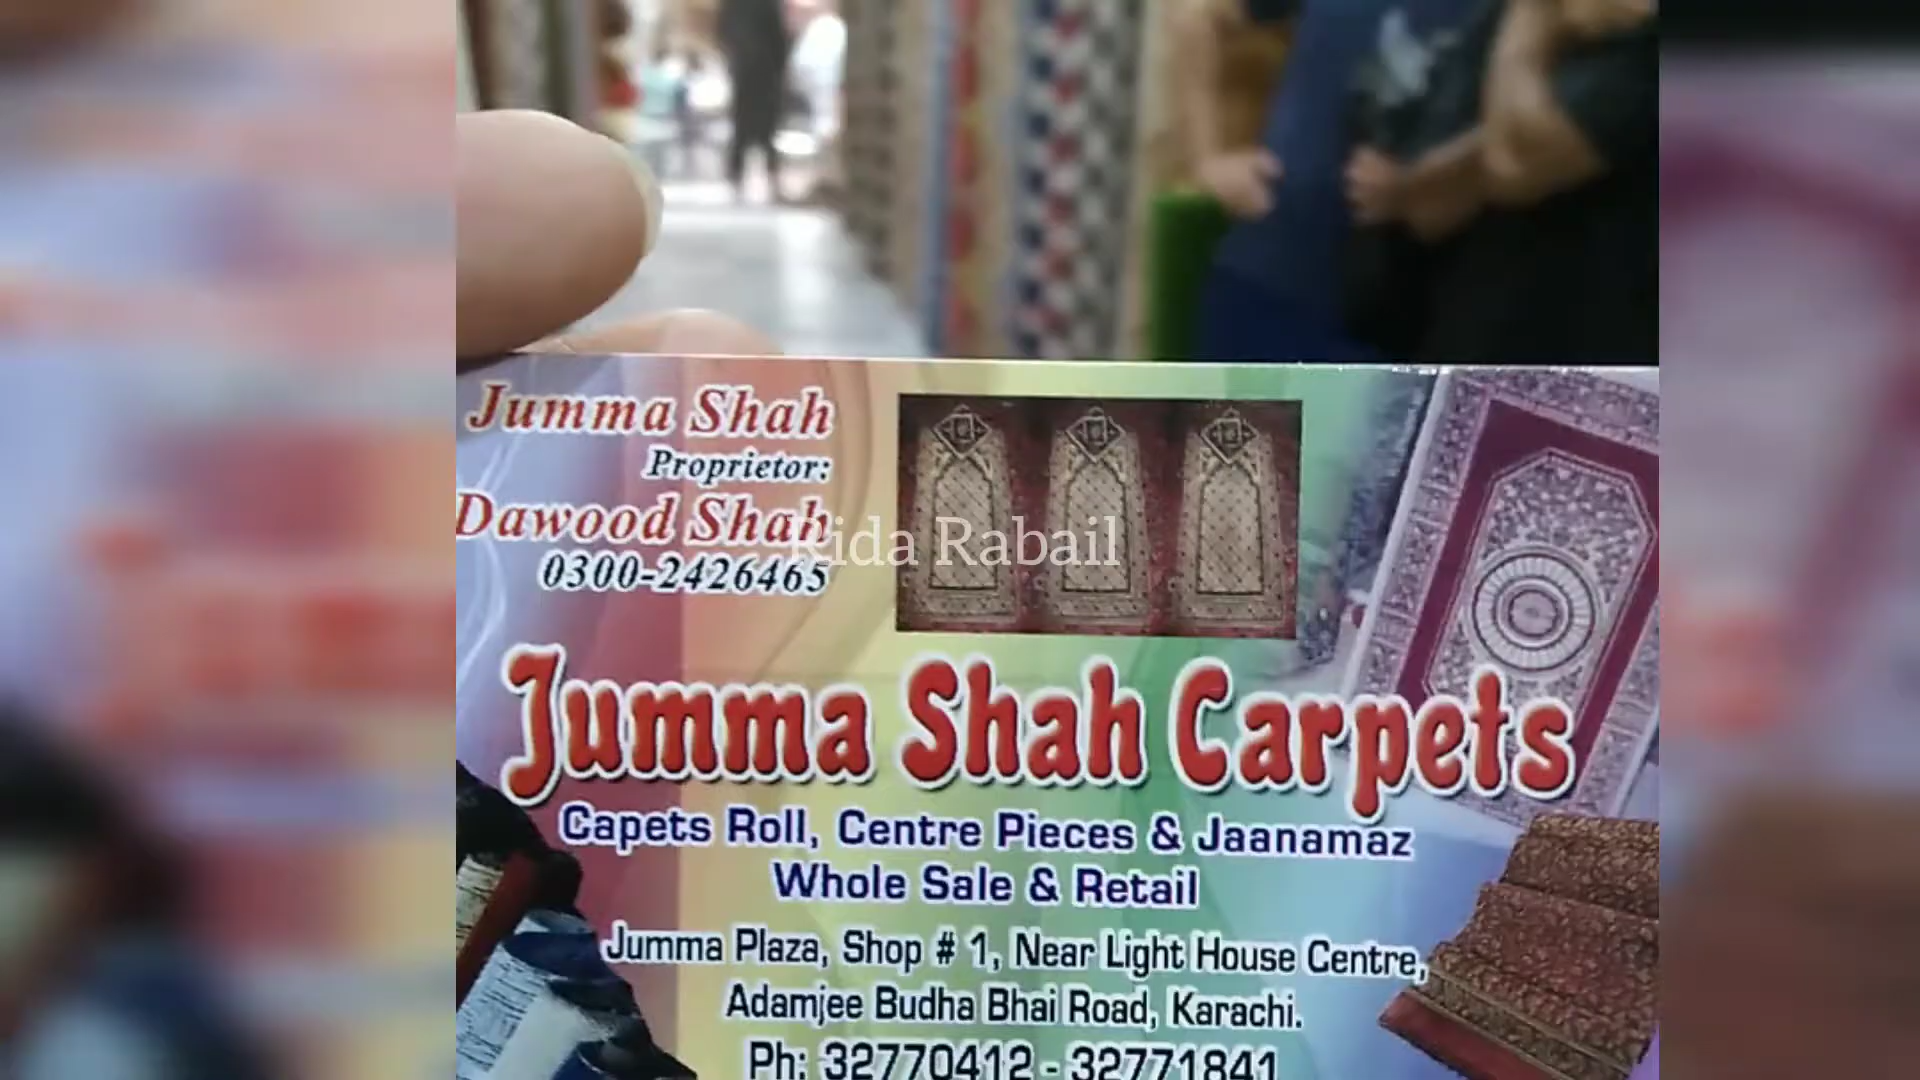 Jumma Shah
Proprietor:
Dawood Shah
0300-2426465
Rida Rabail
Jumma Shah Carpets
Capets Roll, Centre Pieces & Jaanamaz
Whole Sale & Retail
Jumma Plaza, Shop # 1, Near Light House Centre,
Adamjee Budha Bhai Road, Karachi.
Ph: 32770412 - 32771841